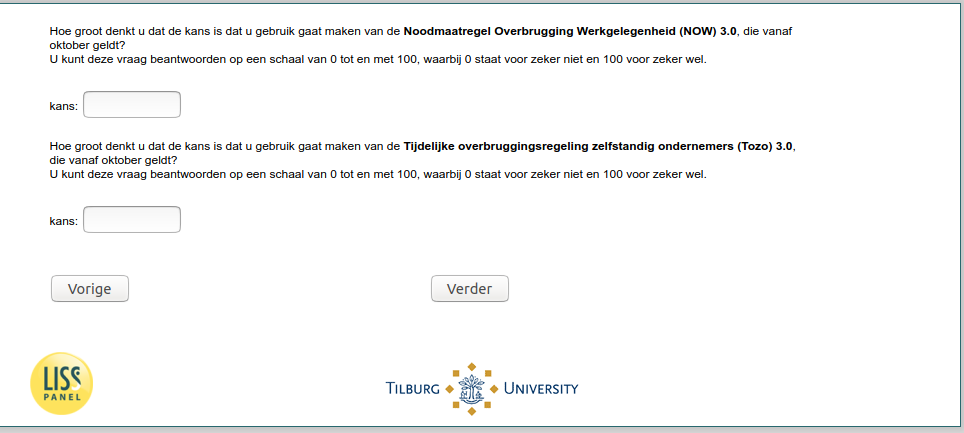 Hoe groot denkt u dat de kans is dat u gebruik gaat maken van de Noodmaatregel Overbrugging Werkgelegenheid (NOW) 3.0, die vanaf
oktober geldt?
U kunt deze vraag beantwoorden op een schaal van 0 tot en met 100, waarbij 0 staat voor zeker niet en 100 voor zeker wel.
kans:
Hoe groot denkt u dat de kans is dat u gebruik gaat maken van de Tijdelijke overbruggingsregeling zelfstandig ondernemers (Tozo) 3.0,
die vanaf oktober geldt?
U kunt deze vraag beantwoorden op een schaal van 0 tot en met 100, waarbij 0 staat voor zeker niet en 100 voor zeker wel.
kans:
Vorige Verder
LISS
PANEL
TILBURG UNIVERSITY